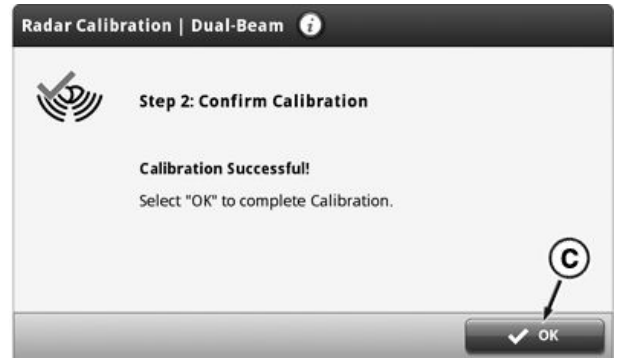 Radar Calibration | Dual-Beam i
Step 2: Confirm Calibration
Calibration Successful!
Select "OK" to complete Calibration.
C
OK